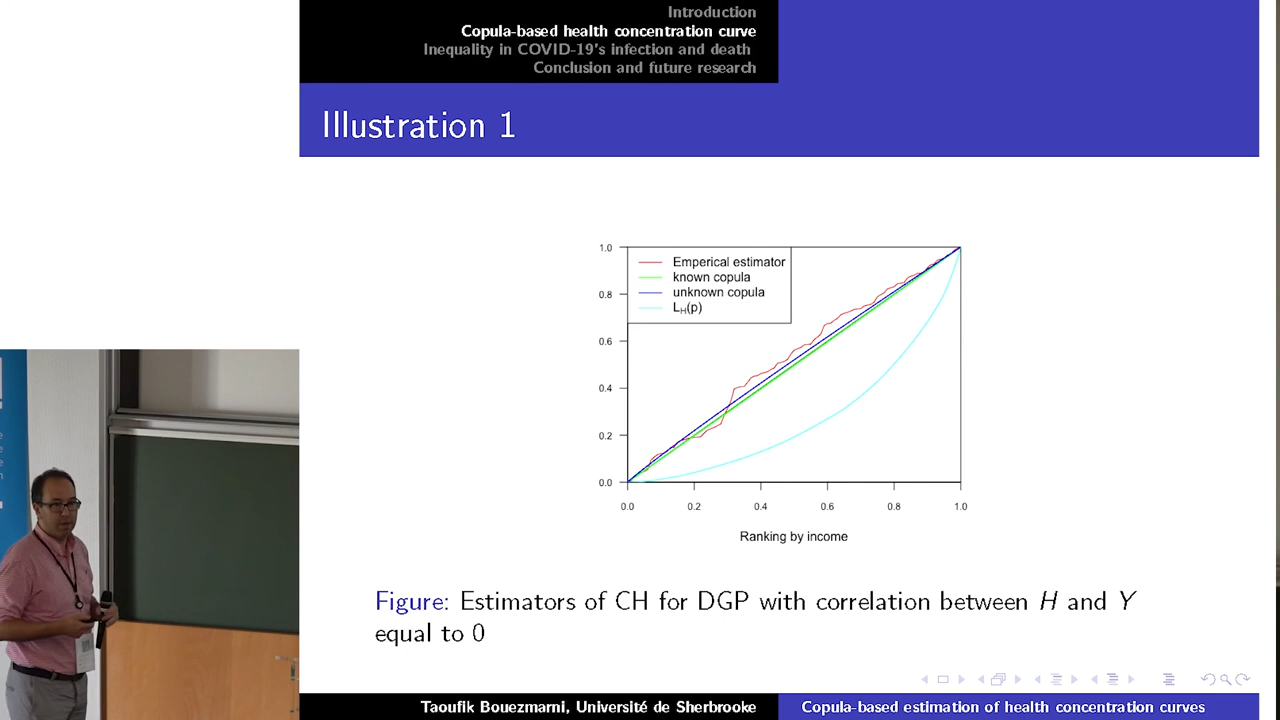 Introduction
Copula-based health concentration curve
Inequality in COVID-19's infection and death
Conclusion and future research
Illustration 1
1.0
0.8
0.6
0.4
0.2
0.0
Emperical estimator
known copula
unknown copula
LH(p)
0.0 0.2 0.4 0.6 0.8 1.0
Ranking by income
Figure: Estimators of CH for DGP with correlation between H and Y
equal to 0
Taoufik Bouezmarni, Université de Sherbrooke
Copula-based estimation of health concentration curves